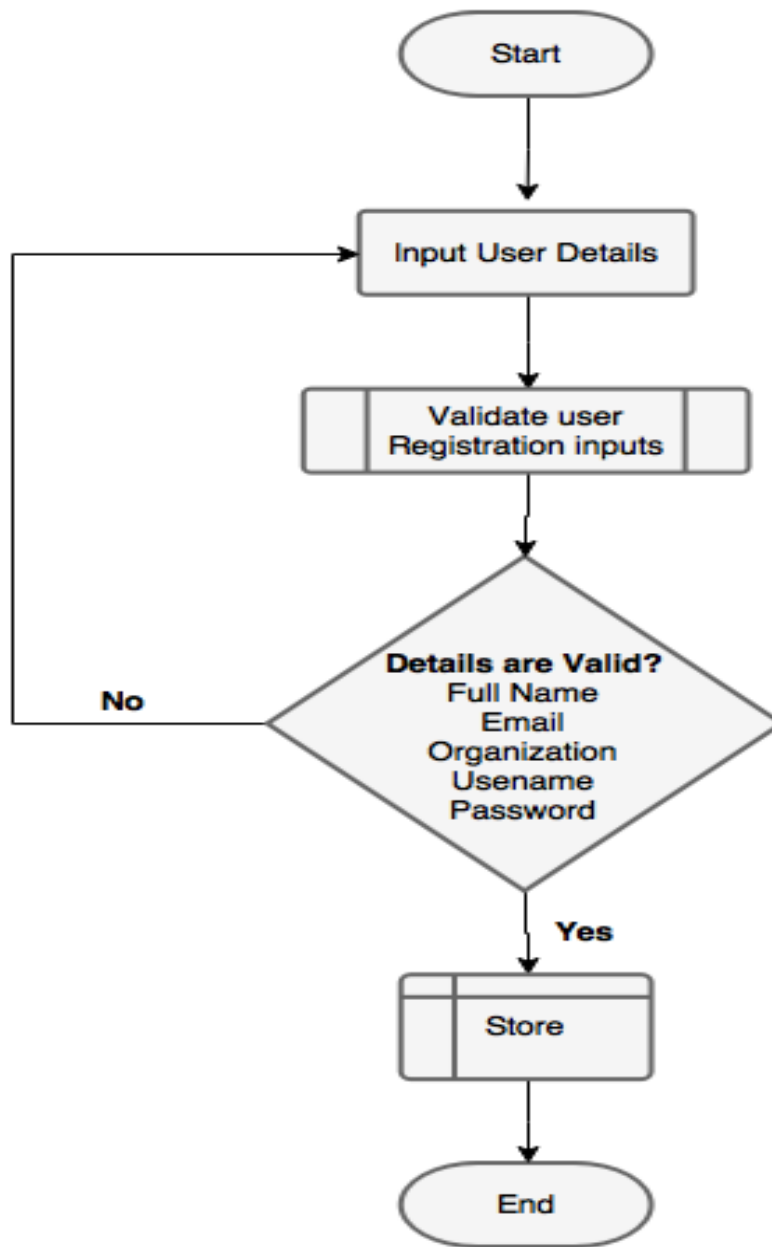 Start
Input User Details
Validate user
Registration inputs
Details are Valid?
Full Name
Email
Organization
Usename
Password
No
Yes
Store
End